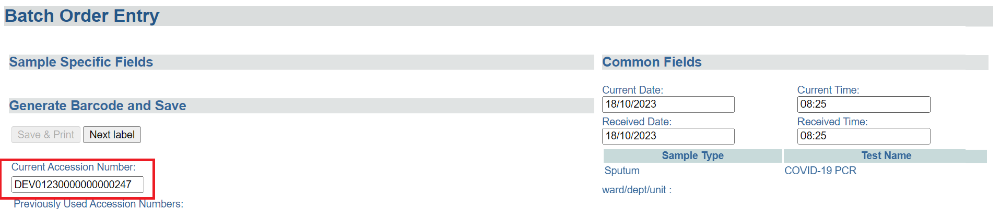 Batch Order Entry
Sample Specific Fields
Generate Barcode and Save
Save & Print Next label
Current Accession Number:
DEV01230000000000247
Previously Used Accession Numbers:
Common Fields
Current Date: Current Time:
18/10/2023 08:25
Received Date: Received Time:
18/10/2023 08:25
Sample Type Test Name
Sputum COVID-19 PCR
ward/dept/unit :